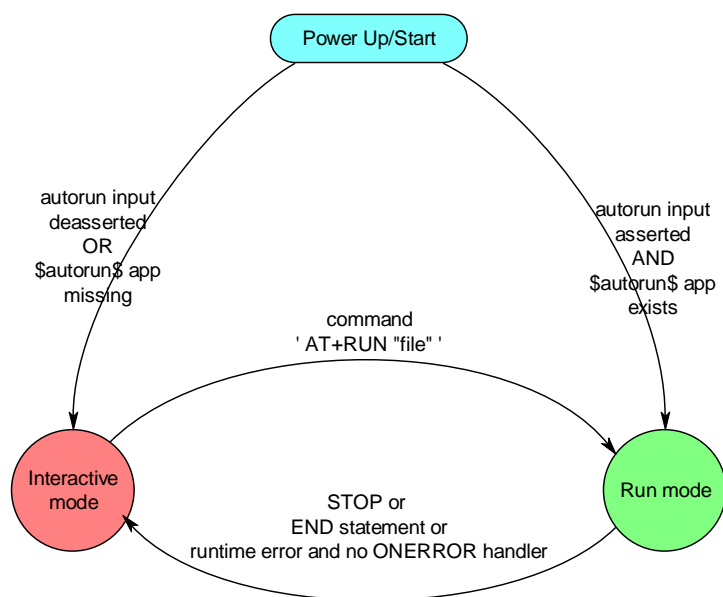 Power Up/Start
autorun input
deasserted
OR
$autorun$ app
missing
autorun input
asserted
AND
$autorun$ app
exists
command
' AT+RUN "file" '
Interactive
mode
Run mode
STOP or
END statement or
runtime error and no ONERROR handler